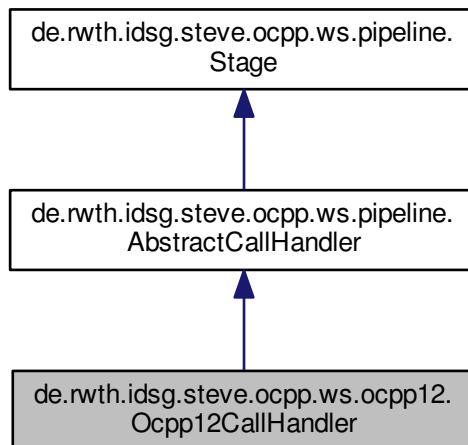 de.rwth.idsg.steve.ocpp.ws.pipeline.
Stage
de.rwth.idsg.steve.ocpp.ws.pipeline.
AbstractCallHandler
de.rwth.idsg.steve.ocpp.ws.ocpp12.
Ocpp12CallHandler